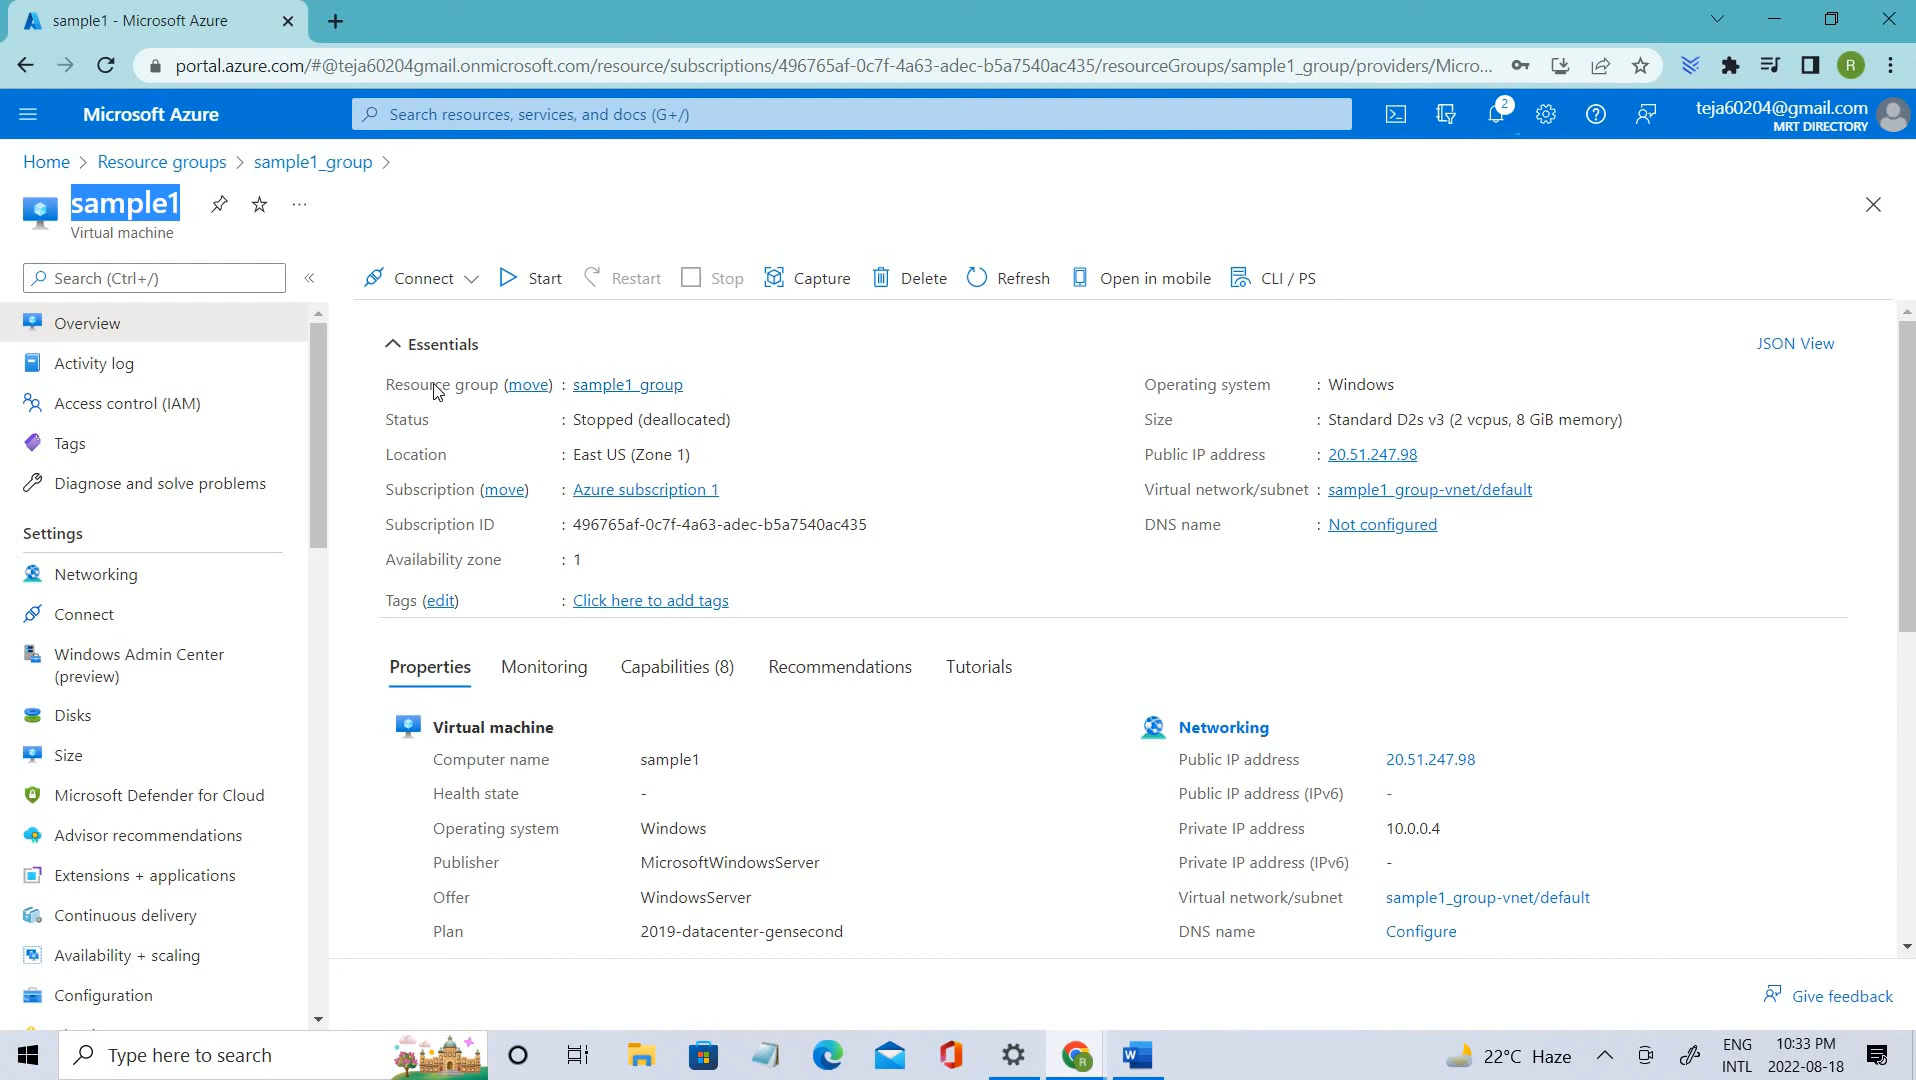 sample1 - Microsoft Azure
portal.azure.com/#@teja60204gmail.onmicrosoft.com/resource/subscriptions/496765af-0c7f-4a63-adec-b5a7540ac435/resourceGroups/sample1_group/providers/Micro...
R
Microsoft Azure
Search resources, services, and docs (G+/)
2
teja60204@gmail.com
MRT DIRECTORY
Home > Resource groups > sample1_group >
sample1
Virtual machine
Search (Ctrl+/)
Connect
Start
Restart
Stop
Capture
Delete
Refresh
Open in mobile
CLI / PS
Overview
Activity log
Access control (IAM)
Tags
Diagnose and solve problems
Settings
Networking
Connect
Windows Admin Center
(preview)
Disks
Size
Microsoft Defender for Cloud
Advisor recommendations
Extensions + applications
Continuous delivery
Availability + scaling
Configuration
Essentials
JSON View
Resource group (move) : sample1_group
Status : Stopped (deallocated)
Location : East US (Zone 1)
Subscription (move) : Azure subscription 1
Subscription ID : 496765af-0c7f-4a63-adec-b5a7540ac435
Availability zone : 1
Tags (edit) : Click here to add tags
Operating system : Windows
Size : Standard D2s v3 (2 vcpus, 8 GiB memory)
Public IP address : 20.51.247.98
Virtual network/subnet : sample1_group-vnet/default
DNS name : Not configured
Properties
Monitoring
Capabilities (8)
Recommendations
Tutorials
Virtual machine
Computer name sample1
Health state -
Operating system Windows
Publisher MicrosoftWindowsServer
Offer WindowsServer
Plan 2019-datacenter-gensecond
Networking
Public IP address 20.51.247.98
Public IP address (IPv6) -
Private IP address 10.0.0.4
Private IP address (IPv6) -
Virtual network/subnet sample1_group-vnet/default
DNS name Configure
Give feedback
Type here to search
W
22°C Haze
ENG
INTL
10:33 PM
2022-08-18